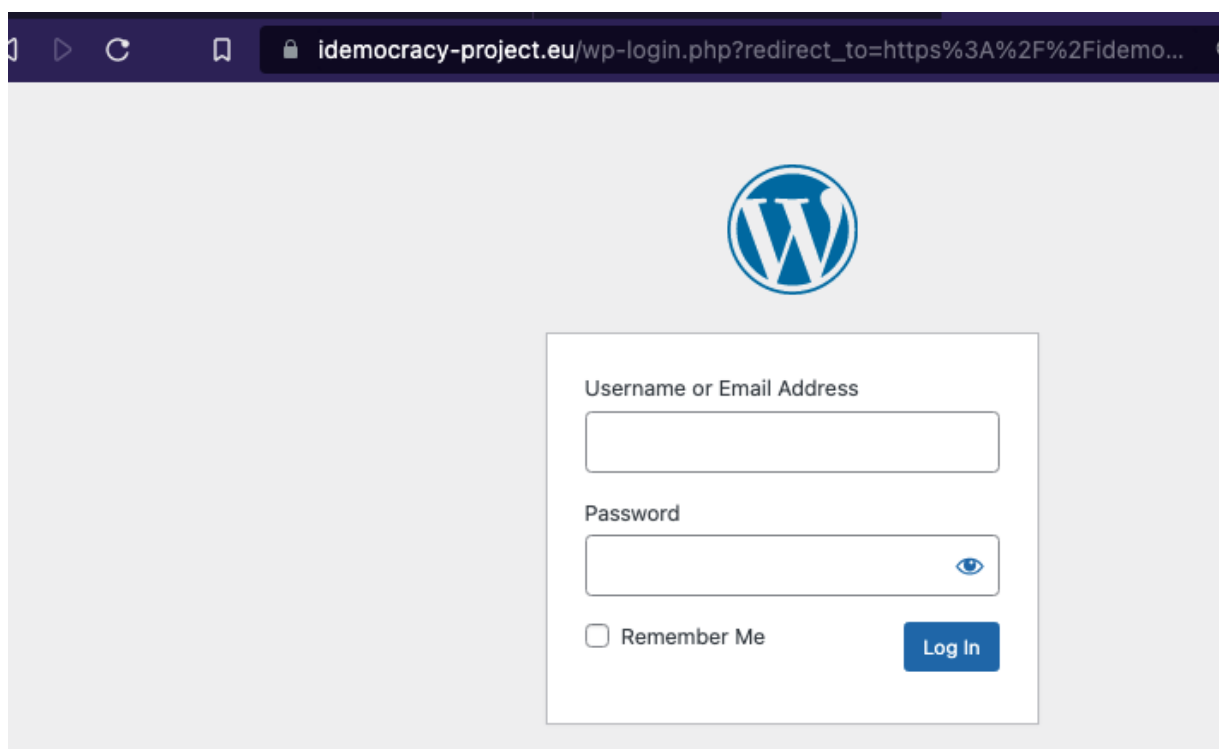 idemocracy-project.eu/wp-login.php?redirect_to=https%3A%2F%2Fidemo...
Username or Email Address
Password
Remember Me
Log In